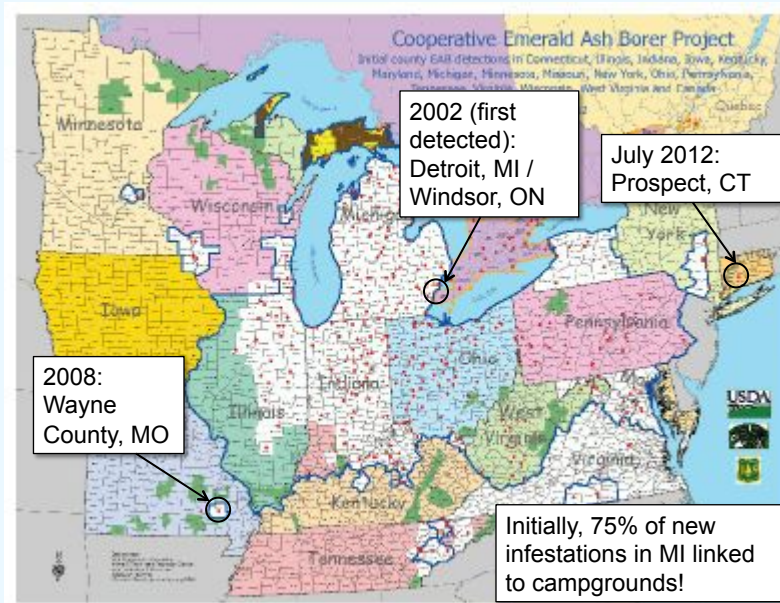 Cooperative Emerald Ash Borer Project
Initial county EAB detections in Connecticut, Illinois, Indiana, Iowa, Kentucky,
Maryland, Michigan, Minnesota, Missouri, New York, Ohio, Pennsylvania,
Tennessee, Virginia, Wisconsin, West Virginia and Canada
Quebec
2002 (first
detected):
Detroit, MI /
Windsor, ON
July 2012:
Prospect, CT
Minnesota
Wisconsin
Michig
New
York
Iowa
Pennsylvania
Ohio
2008:
Wayne
County, MO
Illinois
Indiana
West
Virginia
USDA
Virginia
Kentucky
Tennessee
Initially, 75% of new
infestations in MI linked
to campgrounds!